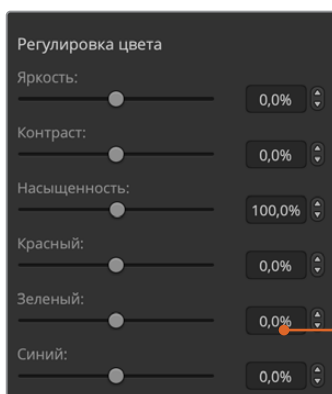 Регулировка цвета
Яркость:
0,0%
Контраст:
0,0%
Насыщенность:
100,0%
Красный:
0,0%
Зеленый:
0,0%
Синий:
0,0%